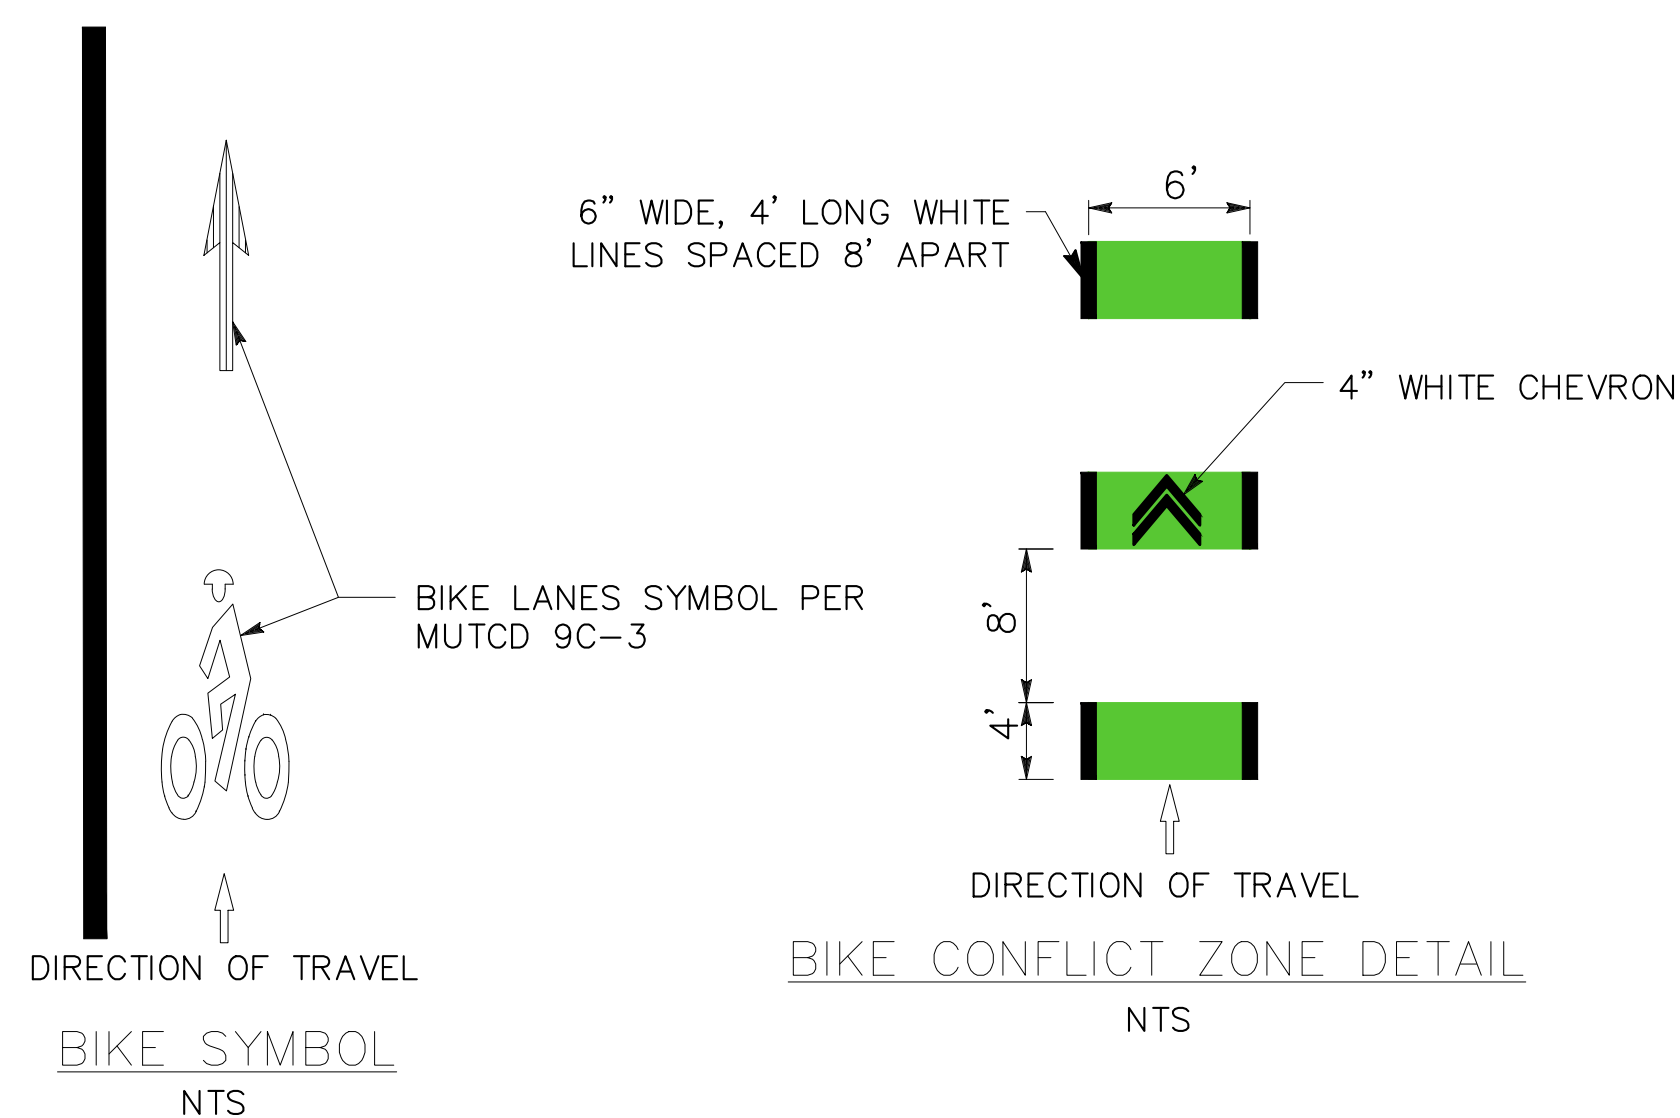 6'
6” WIDE, 4’ LONG WHITE
LINES SPACED 8’ APART
4” WHITE CHEVRON
BIKE LANES SYMBOL PER
MUTCD 9C-3
8'
4'
DIRECTION OF TRAVEL
BIKE CONFLICT ZONE DETAIL
NTS
DIRECTION OF TRAVEL
BIKE SYMBOL
NTS